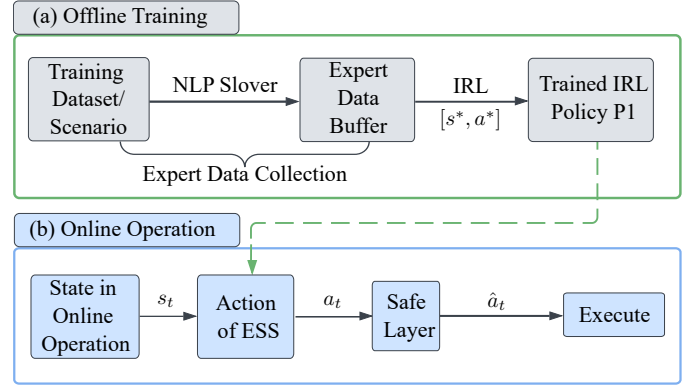 (a) Offline Training
Training
Dataset/
Scenario
NLP Slover
Expert
Data
Buffer
IRL
[s*, a*]
Trained IRL
Policy P1
Expert Data Collection
(b) Online Operation
State in
Online
Operation
s_t
Action
of ESS
a_t
Safe
Layer
â_t
Execute